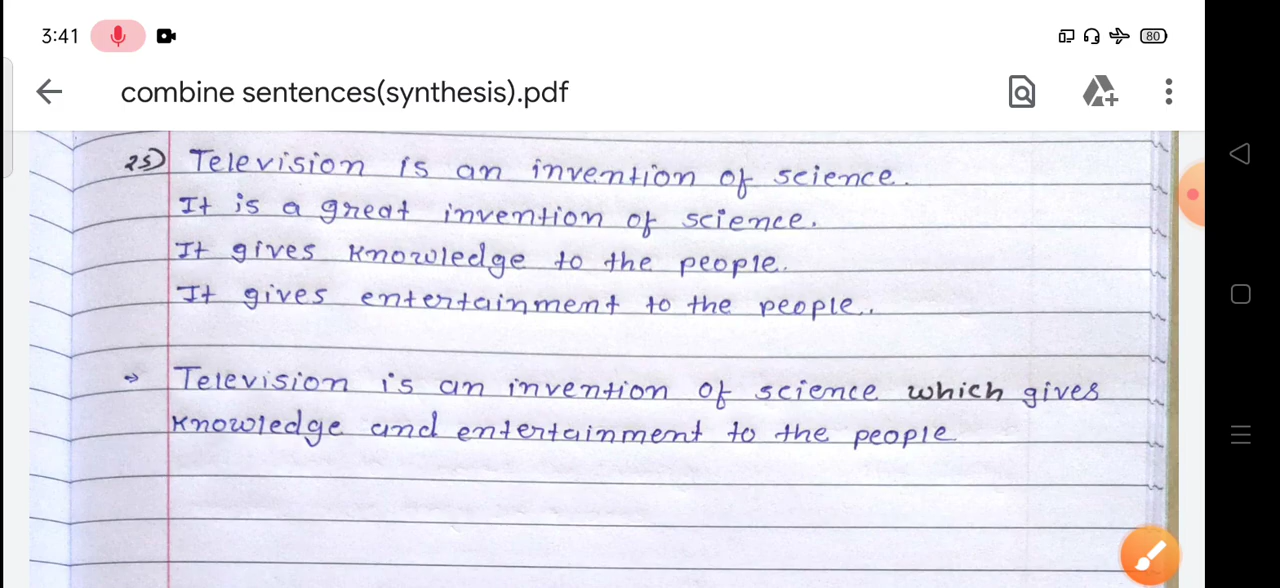 3:41
80
combine sentences(synthesis).pdf
25) Television is an invention of science.
It is a great invention of science.
It gives knowledge to the people.
It gives entertainment to the people.
→ Television is an invention of science which gives
knowledge and entertainment to the people